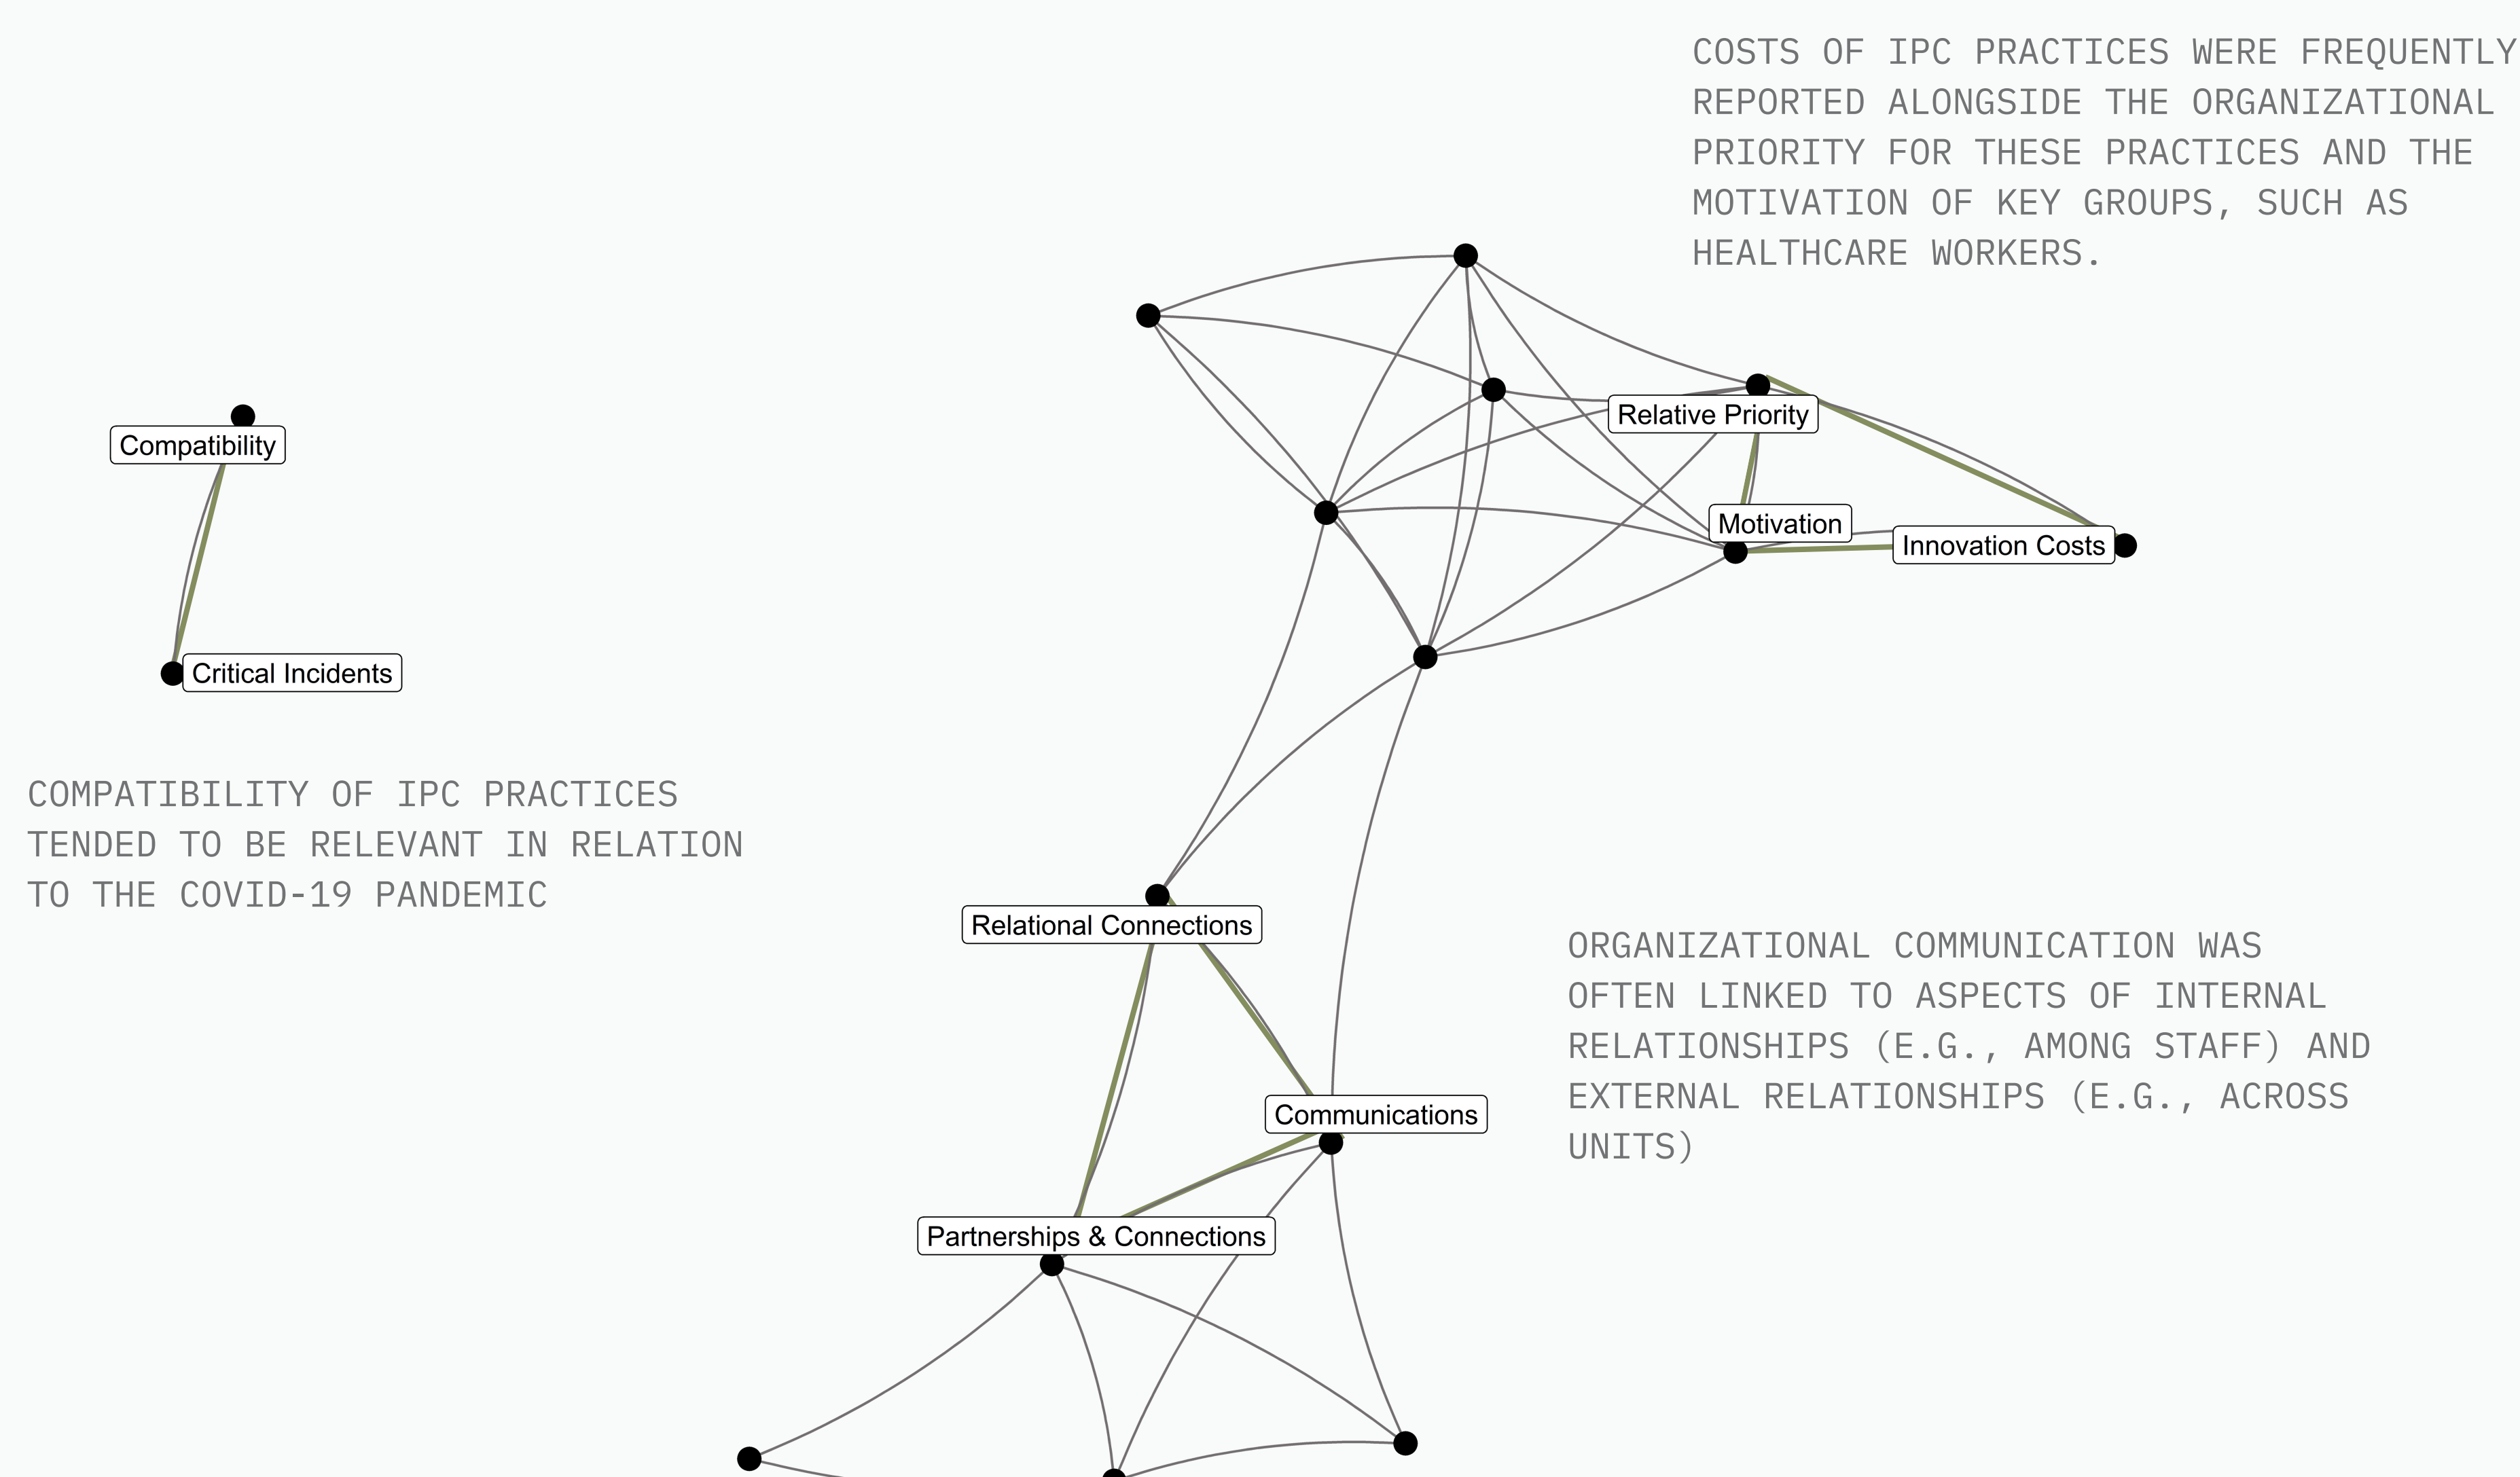 COSTS OF IPC PRACTICES WERE FREQUENTLY
REPORTED ALONGSIDE THE ORGANIZATIONAL
PRIORITY FOR THESE PRACTICES AND THE
MOTIVATION OF KEY GROUPS, SUCH AS
HEALTHCARE WORKERS.
Relative Priority
Compatibility
Motivation
Innovation Costs
Critical Incidents
COMPATIBILITY OF IPC PRACTICES
TENDED TO BE RELEVANT IN RELATION
TO THE COVID-19 PANDEMIC
Relational Connections
ORGANIZATIONAL COMMUNICATION WAS
OFTEN LINKED TO ASPECTS OF INTERNAL
RELATIONSHIPS (E.G., AMONG STAFF) AND
EXTERNAL RELATIONSHIPS (E.G., ACROSS
UNITS)
Communications
Partnerships & Connections